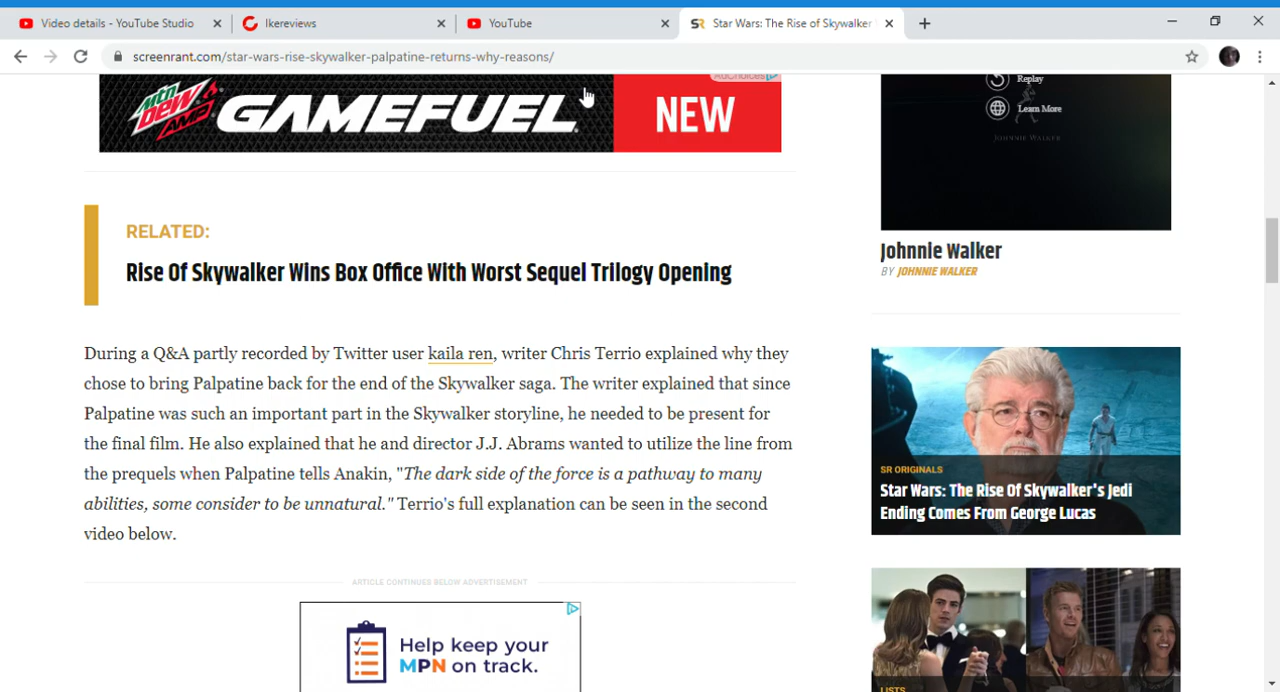 Video details - YouTube Studio
Ikereviews
YouTube
Star Wars: The Rise of Skywalker
screenrant.com/star-wars-rise-skywalker-palpatine-returns-why-reasons/
AdChoices
mtn DEW AMP
GAMEFUEL.
NEW
RELATED:
Rise Of Skywalker Wins Box Office With Worst Sequel Trilogy Opening
During a Q&A partly recorded by Twitter user kaila ren, writer Chris Terrio explained why they
chose to bring Palpatine back for the end of the Skywalker saga. The writer explained that since
Palpatine was such an important part in the Skywalker storyline, he needed to be present for
the final film. He also explained that he and director J.J. Abrams wanted to utilize the line from
the prequels when Palpatine tells Anakin, "The dark side of the force is a pathway to many
abilities, some consider to be unnatural." Terrio's full explanation can be seen in the second
video below.
ARTICLE CONTINUES BELOW ADVERTISEMENT
Help keep your
MPN on track.
Replay
Learn More
JOHNNIE WALKER
Johnnie Walker
BY JOHNNIE WALKER
SR ORIGINALS
Star Wars: The Rise Of Skywalker's Jedi
Ending Comes From George Lucas
LISTS